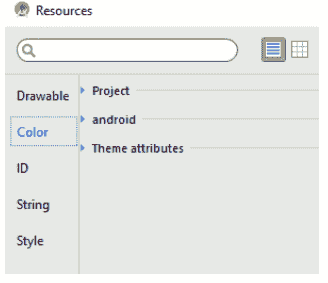 Resources
Drawable
Color
ID
String
Style
Project
android
Theme attributes